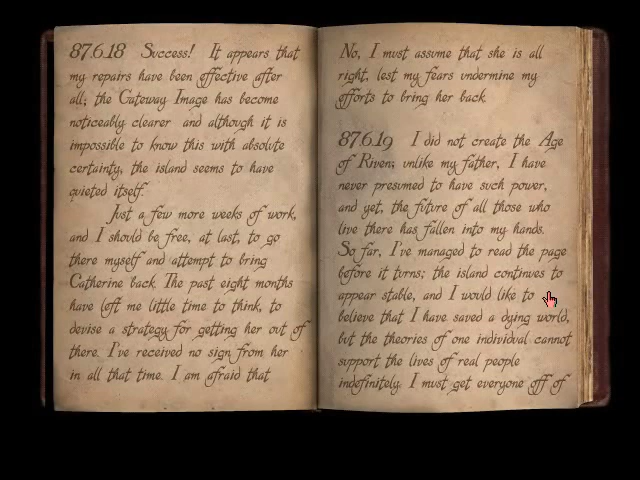 87.6.18 Success! It appears that
my repairs have been effective after
all; the Gateway Image has become
noticeably clearer and although it is
impossible to know this with absolute
certainty, the island seems to have
quieted itself.
Just a few more weeks of work,
and I should be free, at last, to go
there myself and attempt to bring
Catherine back. The past eight months
have left me little time to think, to
devise a strategy for getting her out of
there. I've received no sign from her
in all that time. I am afraid that
No, I must assume that she is all
right, lest my fears undermine my
efforts to bring her back.
87.6.19 I did not create the Age
of Riven; unlike my father, I have
never presumed to have such power,
and yet, the future of all those who
live there has fallen into my hands.
So far, I've managed to read the page
before it turns; the island continues to
appear stable, and I would like to
believe that I have saved a dying world,
but the theories of one individual cannot
support the lives of real people
indefinitely. I must get everyone off of